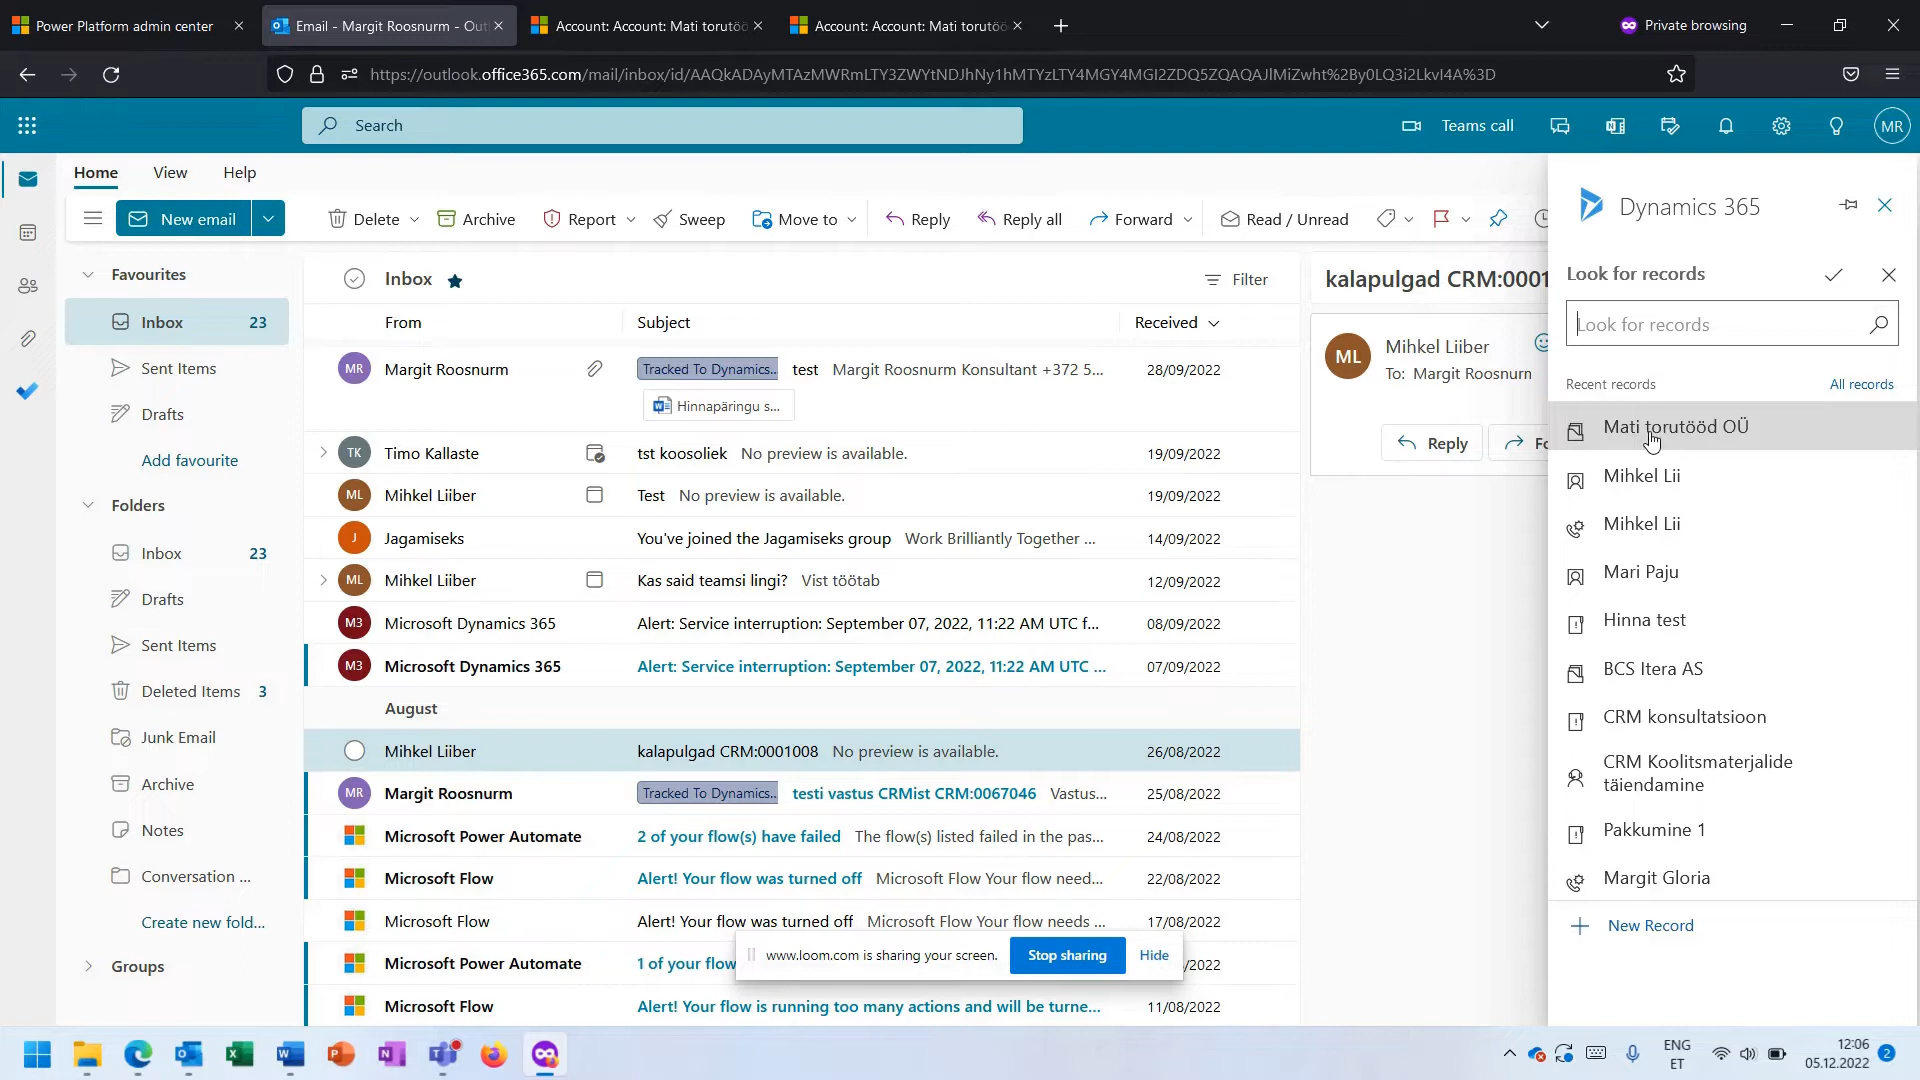 Power Platform admin center
Email - Margit Roosnurm - Out
Account: Account: Mati torutöö
Account: Account: Mati torutöö
Private browsing
https://outlook.office365.com/mail/inbox/id/AAQkADAyMTAzMWRmLTY3ZWYtNDJhNy1hMTYzLTY4MGY4MGI2ZDQ5ZQAQAJlMiZwht%2By0LQ3i2LkvI4A%3D
Search
Teams call
MR
Home View Help
New email
Delete
Archive
Report
Sweep
Move to
Reply
Reply all
Forward
Read / Unread
Favourites
Inbox 23
Sent Items
Drafts
Add favourite
Folders
Inbox 23
Drafts
Sent Items
Deleted Items 3
Junk Email
Archive
Notes
Conversation ...
Create new fold...
Groups
Inbox
Filter
From Subject Received
MR Margit Roosnurm Tracked To Dynamics.. test Margit Roosnurm Konsultant +372 5... 28/09/2022
Hinnapäringu s...
TK Timo Kallaste tst koosoliek No preview is available. 19/09/2022
ML Mihkel Liiber Test No preview is available. 19/09/2022
J Jagamiseks You've joined the Jagamiseks group Work Brilliantly Together ... 14/09/2022
ML Mihkel Liiber Kas said teamsi lingi? Vist töötab 12/09/2022
M3 Microsoft Dynamics 365 Alert: Service interruption: September 07, 2022, 11:22 AM UTC f... 08/09/2022
M3 Microsoft Dynamics 365 Alert: Service interruption: September 07, 2022, 11:22 AM UTC ... 07/09/2022
August
Mihkel Liiber kalapulgad CRM:0001008 No preview is available. 26/08/2022
MR Margit Roosnurm Tracked To Dynamics.. testi vastus CRMist CRM:0067046 Vastus... 25/08/2022
Microsoft Power Automate 2 of your flow(s) have failed The flow(s) listed failed in the pas... 24/08/2022
Microsoft Flow Alert! Your flow was turned off Microsoft Flow Your flow need... 22/08/2022
Microsoft Flow Alert! Your flow was turned off Microsoft Flow Your flow needs ... 17/08/2022
Microsoft Power Automate 1 of your flow /2022
Microsoft Flow Alert! Your flow is running too many actions and will be turne... 11/08/2022
www.loom.com is sharing your screen. Stop sharing Hide
kalapulgad CRM:0001
ML Mihkel Liiber
To: Margit Roosnurn
Reply
Fo
Dynamics 365
Look for records
Look for records
Recent records All records
Mati torutööd OÜ
Mihkel Lii
Mihkel Lii
Mari Paju
Hinna test
BCS Itera AS
CRM konsultatsioon
CRM Koolitsmaterjalide
täiendamine
Pakkumine 1
Margit Gloria
New Record
ENG
ET
12:06
05.12.2022
2